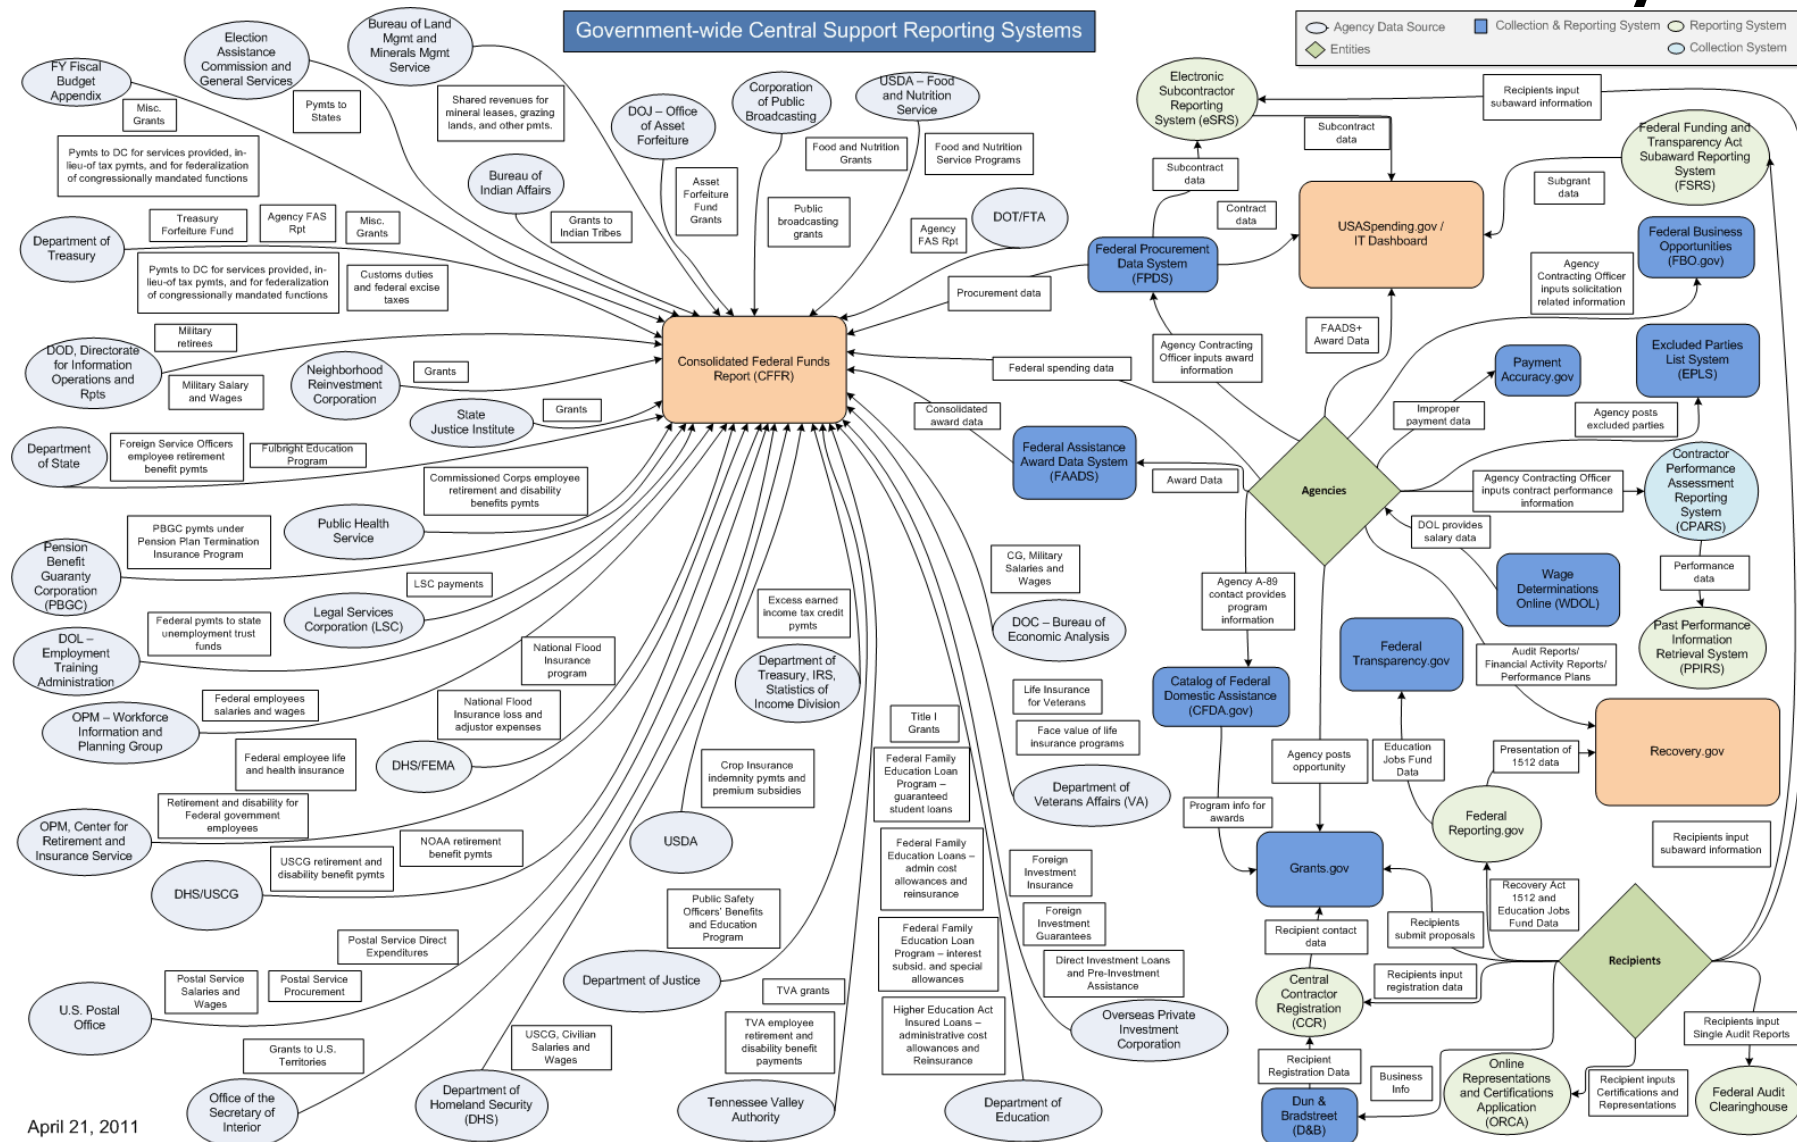 Government-wide Central Support Reporting Systems
Agency Data Source
Collection & Reporting System
Reporting System
Entities
Collection System
FY Fiscal
Budget
Appendix
Misc.
Grants
Election
Assistance
Commission and
General Services
Pymts to
States
Bureau of Land
Mgmt and
Minerals Mgmt
Service
Shared revenues for
mineral leases, grazing
lands, and other pmts.
DOJ – Office
of Asset
Forfeiture
Corporation
of Public
Broadcasting
USDA – Food
and Nutrition
Service
Food and Nutrition
Grants
Food and Nutrition
Service Programs
Pymts to DC for services provided, in-
lieu-of tax pymts, and for federalization
of congressionally mandated functions
Bureau of
Indian Affairs
Grants to
Indian Tribes
Asset
Forfeiture
Fund
Grants
Public
broadcasting
grants
DOT/FTA
Agency
FAS Rpt
Department of
Treasury
Treasury
Forfeiture Fund
Agency FAS
Rpt
Misc.
Grants
Pymts to DC for services provided, in-
lieu-of tax pymts, and for federalization
of congressionally mandated functions
Customs duties
and federal excise
taxes
DOD, Directorate
for Information
Operations and
Rpts
Military
retirees
Military Salary
and Wages
Neighborhood
Reinvestment
Corporation
Grants
State
Justice Institute
Grants
Consolidated Federal Funds
Report (CFFR)
Department
of State
Foreign Service Officers
employee retirement
benefit pymts
Fulbright Education
Program
Commissioned Corps employee
retirement and disability
benefits pymts
Public Health
Service
Pension
Benefit
Guaranty
Corporation
(PBGC)
PBGC pymts under
Pension Plan Termination
Insurance Program
LSC payments
Legal Services
Corporation (LSC)
DOL –
Employment
Training
Administration
Federal pymts to state
unemployment trust
funds
OPM – Workforce
Information and
Planning Group
Federal employees
salaries and wages
National Flood
Insurance
program
National Flood
Insurance loss and
adjustor expenses
DHS/FEMA
Federal employee life
and health insurance
OPM, Center for
Retirement and
Insurance Service
Retirement and disability for
Federal government
employees
DHS/USCG
USCG retirement and
disability benefit pymts
NOAA retirement
benefit pymts
U.S. Postal
Office
Postal Service
Salaries and
Wages
Postal Service
Procurement
Postal Service Direct
Expenditures
Office of the
Secretary of
Interior
Grants to U.S.
Territories
Department of
Homeland Security
(DHS)
USCG, Civilian
Salaries and
Wages
Department of Justice
Public Safety
Officers' Benefits
and Education
Program
USDA
Crop Insurance
indemnity pymts and
premium subsidies
Excess earned
income tax credit
pymts
Department of
Treasury, IRS,
Statistics of
Income Division
Tennessee Valley
Authority
TVA grants
TVA employee
retirement and
disability benefit
payments
Title I
Grants
Federal Family
Education Loan
Program –
guaranteed
student loans
Federal Family
Education Loans –
admin cost
allowances and
reinsurance
Federal Family
Education Loan
Program – interest
subsid. and special
allowances
Higher Education Act
Insured Loans –
administrative cost
allowances and
Reinsurance
Department of
Education
CG, Military
Salaries and
Wages
DOC – Bureau of
Economic Analysis
Life Insurance
for Veterans
Face value of life
insurance programs
Department of
Veterans Affairs (VA)
Foreign
Investment
Insurance
Foreign
Investment
Guarantees
Direct Investment Loans
and Pre-Investment
Assistance
Overseas Private
Investment
Corporation
Electronic
Subcontractor
Reporting
System (eSRS)
Recipients input
subaward information
Subcontract
data
Subcontract
data
Federal Funding and
Transparency Act
Subaward Reporting
System
(FSRS)
Subgrant
data
Contract
data
USASpending.gov /
IT Dashboard
Federal Procurement
Data System
(FPDS)
Procurement data
Federal Business
Opportunities
(FBO.gov)
Agency
Contracting Officer
inputs solicitation
related information
Agency Contracting
Officer inputs award
information
FAADS+
Award Data
Federal spending data
Consolidated
award data
Federal Assistance
Award Data System
(FAADS)
Award Data
Payment
Accuracy.gov
Improper
payment data
Excluded Parties
List System
(EPLS)
Agency posts
excluded parties
Agencies
Agency Contracting Officer
inputs contract performance
information
Contractor
Performance
Assessment
Reporting
System
(CPARS)
DOL provides
salary data
Wage
Determinations
Online (WDOL)
Performance
data
Past Performance
Information
Retrieval System
(PPIRS)
Agency A-89
contact provides
program
information
Catalog of Federal
Domestic Assistance
(CFDA.gov)
Federal
Transparency.gov
Audit Reports/
Financial Activity Reports/
Performance Plans
Recovery.gov
Agency posts
opportunity
Education
Jobs Fund
Data
Presentation of
1512 data
Program info for
awards
Federal
Reporting.gov
Grants.gov
Recipients input
subaward information
Recovery Act
1512 and
Education Jobs
Fund Data
Recipients
submit proposals
Recipient contact
data
Recipients input
registration data
Recipients
Central
Contractor
Registration
(CCR)
Recipient
Registration Data
Business
Info
Dun &
Bradstreet
(D&B)
Online
Representations
and Certifications
Application
(ORCA)
Recipient inputs
Certifications and
Representations
Recipients input
Single Audit Reports
Federal Audit
Clearinghouse
April 21, 2011